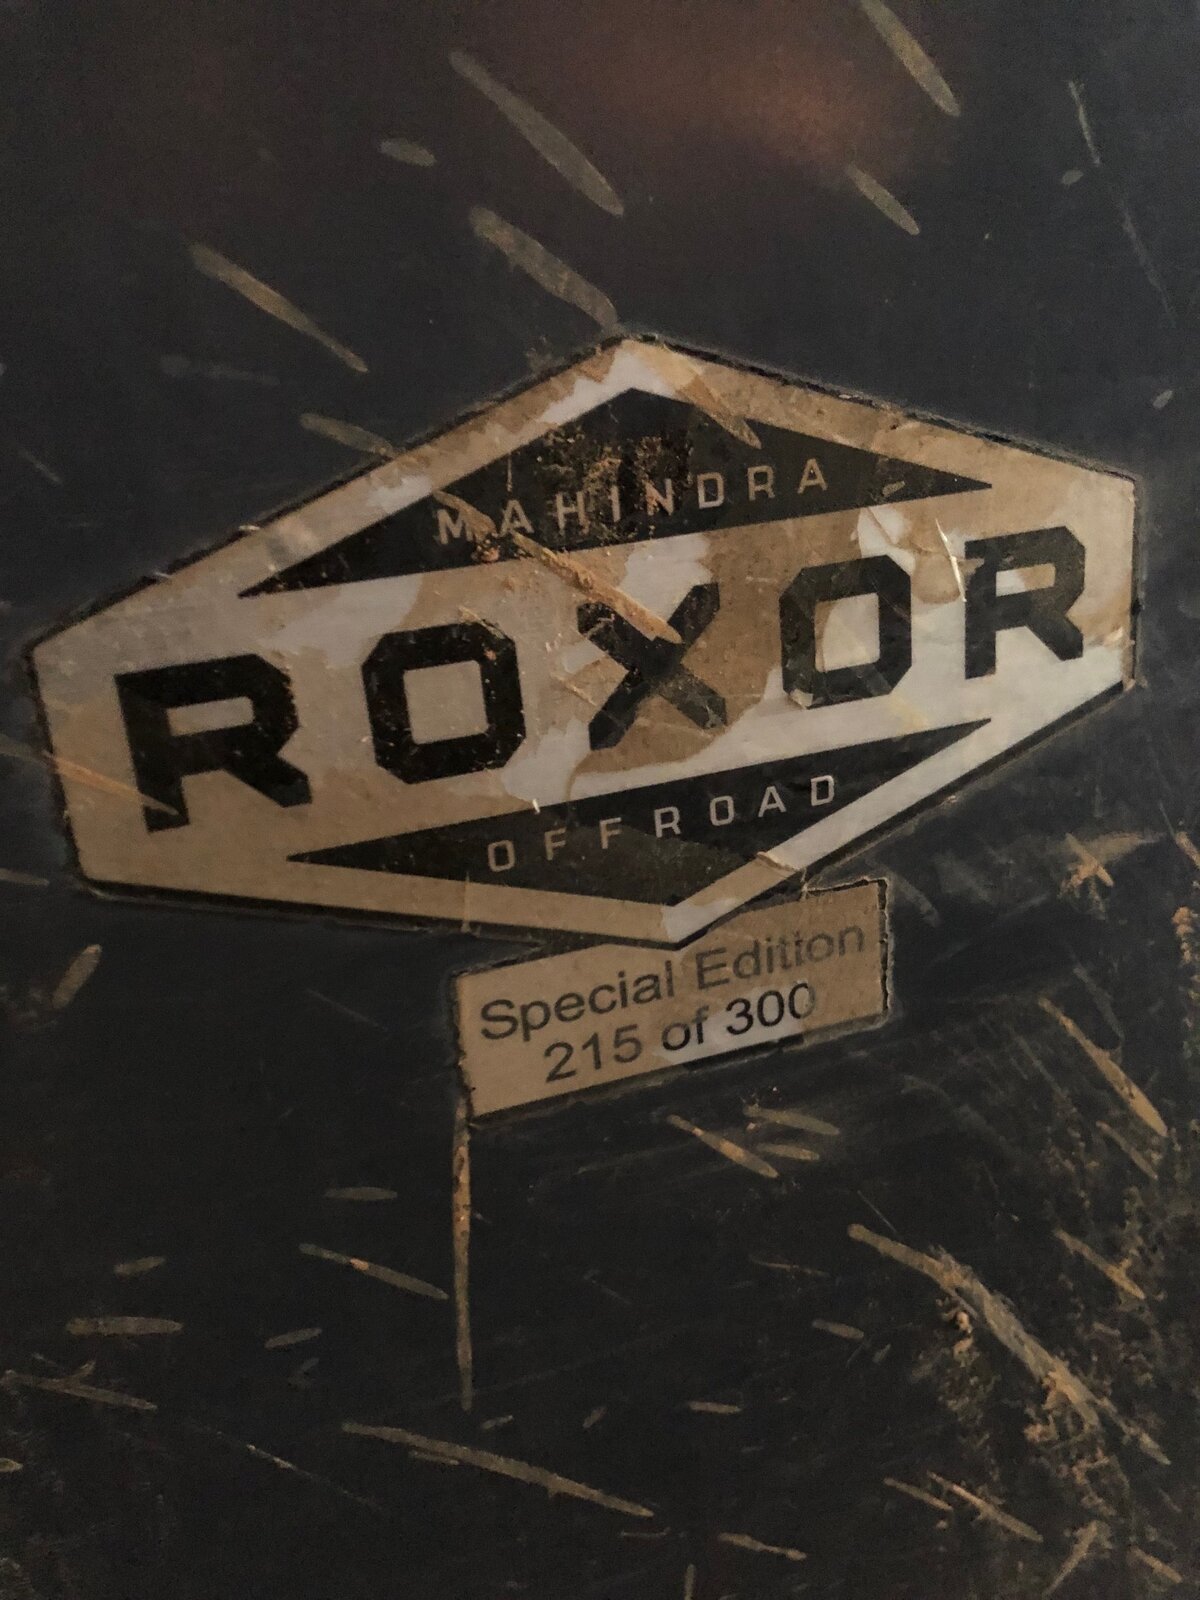 MAHINDRA
ROXOR
OFFROAD
Special Edition
215 of 300